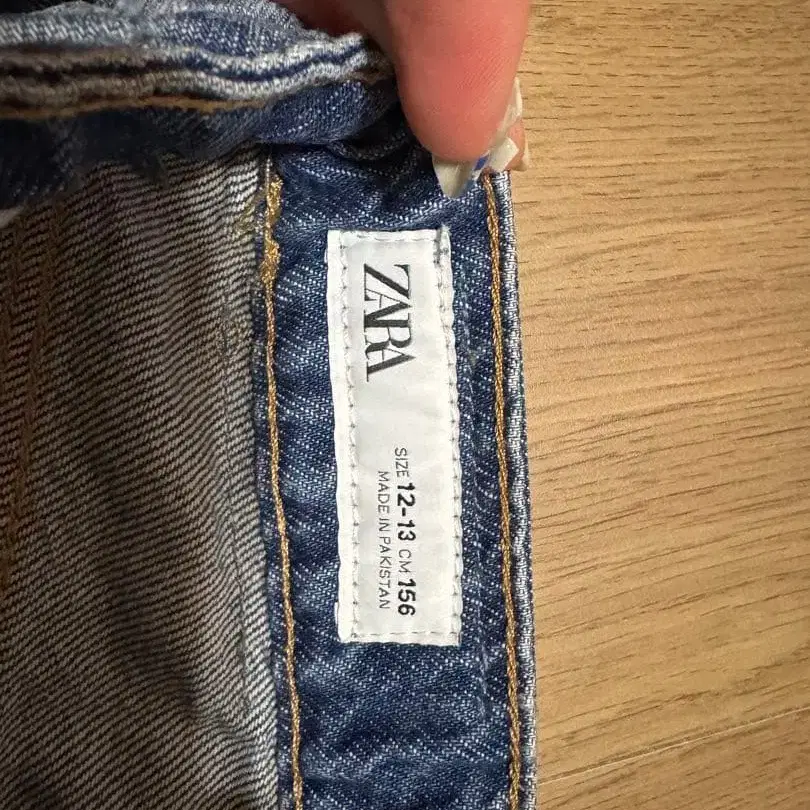 ZARA
SIZE 12-13 CM 156
MADE IN PAKISTAN